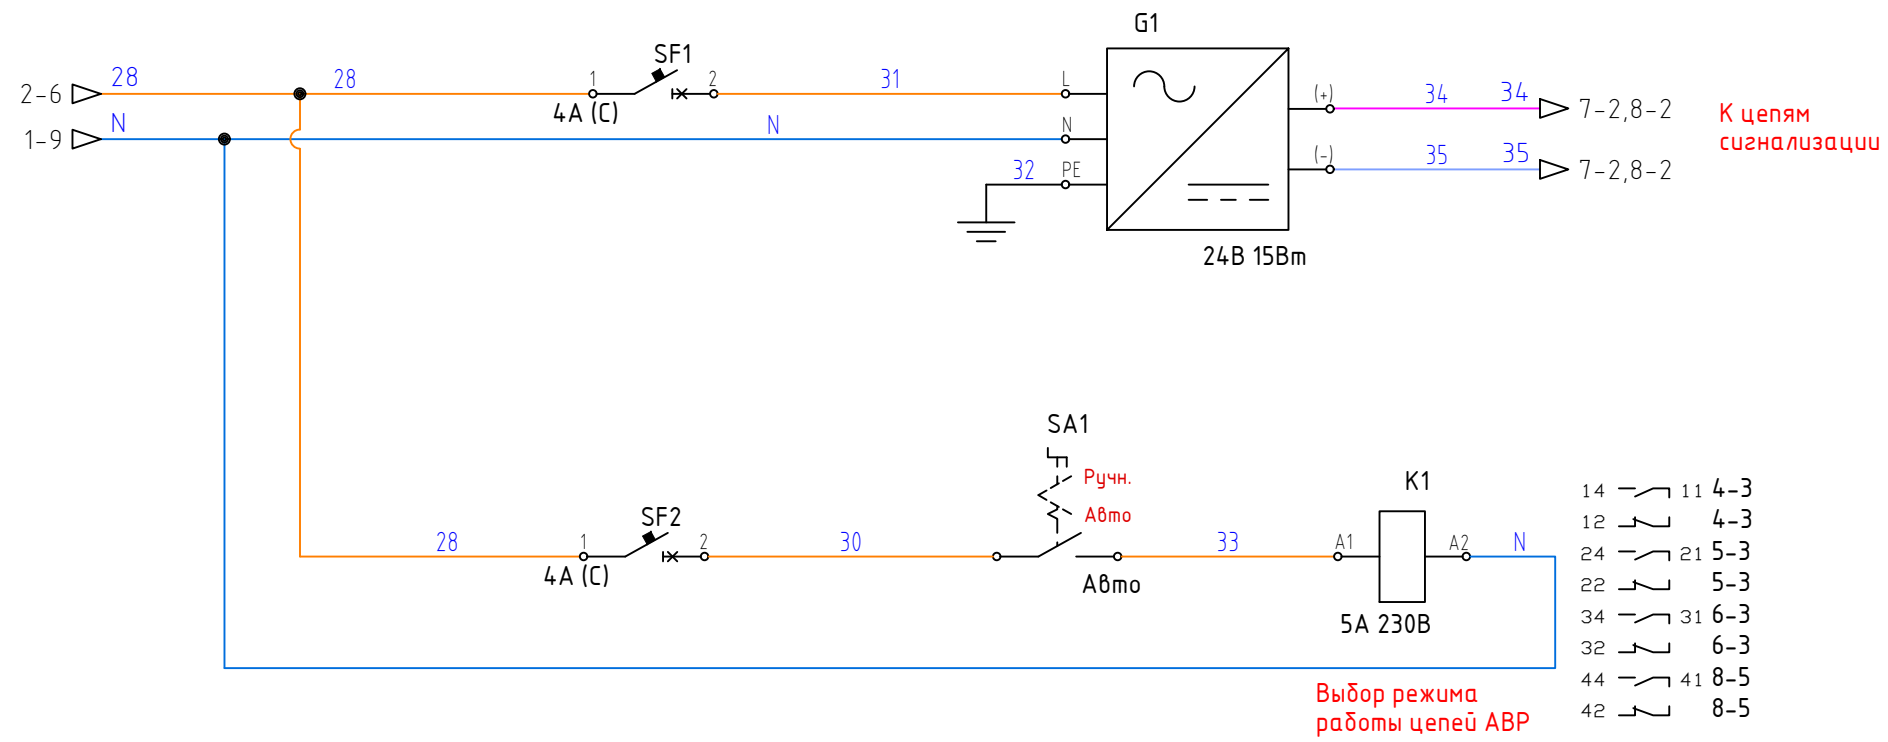 G1
SF1
2-6 28 28 1 2 31 L
4А (С)
1-9 N N N
32 PE
(+) 34 34 7-2,8-2
(-) 35 35 7-2,8-2
К цепям
сигнализации
24В 15Вт
SA1
Ручн.
Авто
SF2
28 1 2 30 33 A1 A2 N
4А (С)
Авто
K1
5А 230В
14 11 4-3
12 4-3
24 21 5-3
22 5-3
34 31 6-3
32 6-3
44 41 8-5
42 8-5
Выбор режима
работы цепей АВР